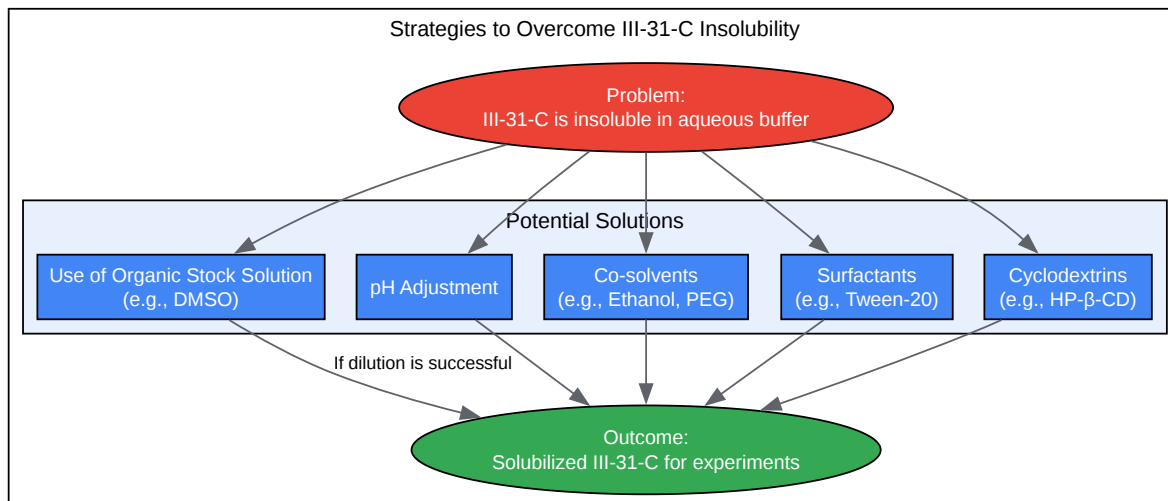 Strategies to Overcome III-31-C Insolubility
Problem:
III-31-C is insoluble in aqueous buffer
Potential Solutions
Use of Organic Stock Solution
(e.g., DMSO)
pH Adjustment
Co-solvents
(e.g., Ethanol, PEG)
Surfactants
(e.g., Tween-20)
Cyclodextrins
(e.g., HP-β-CD)
If dilution is successful
Outcome:
Solubilized III-31-C for experiments